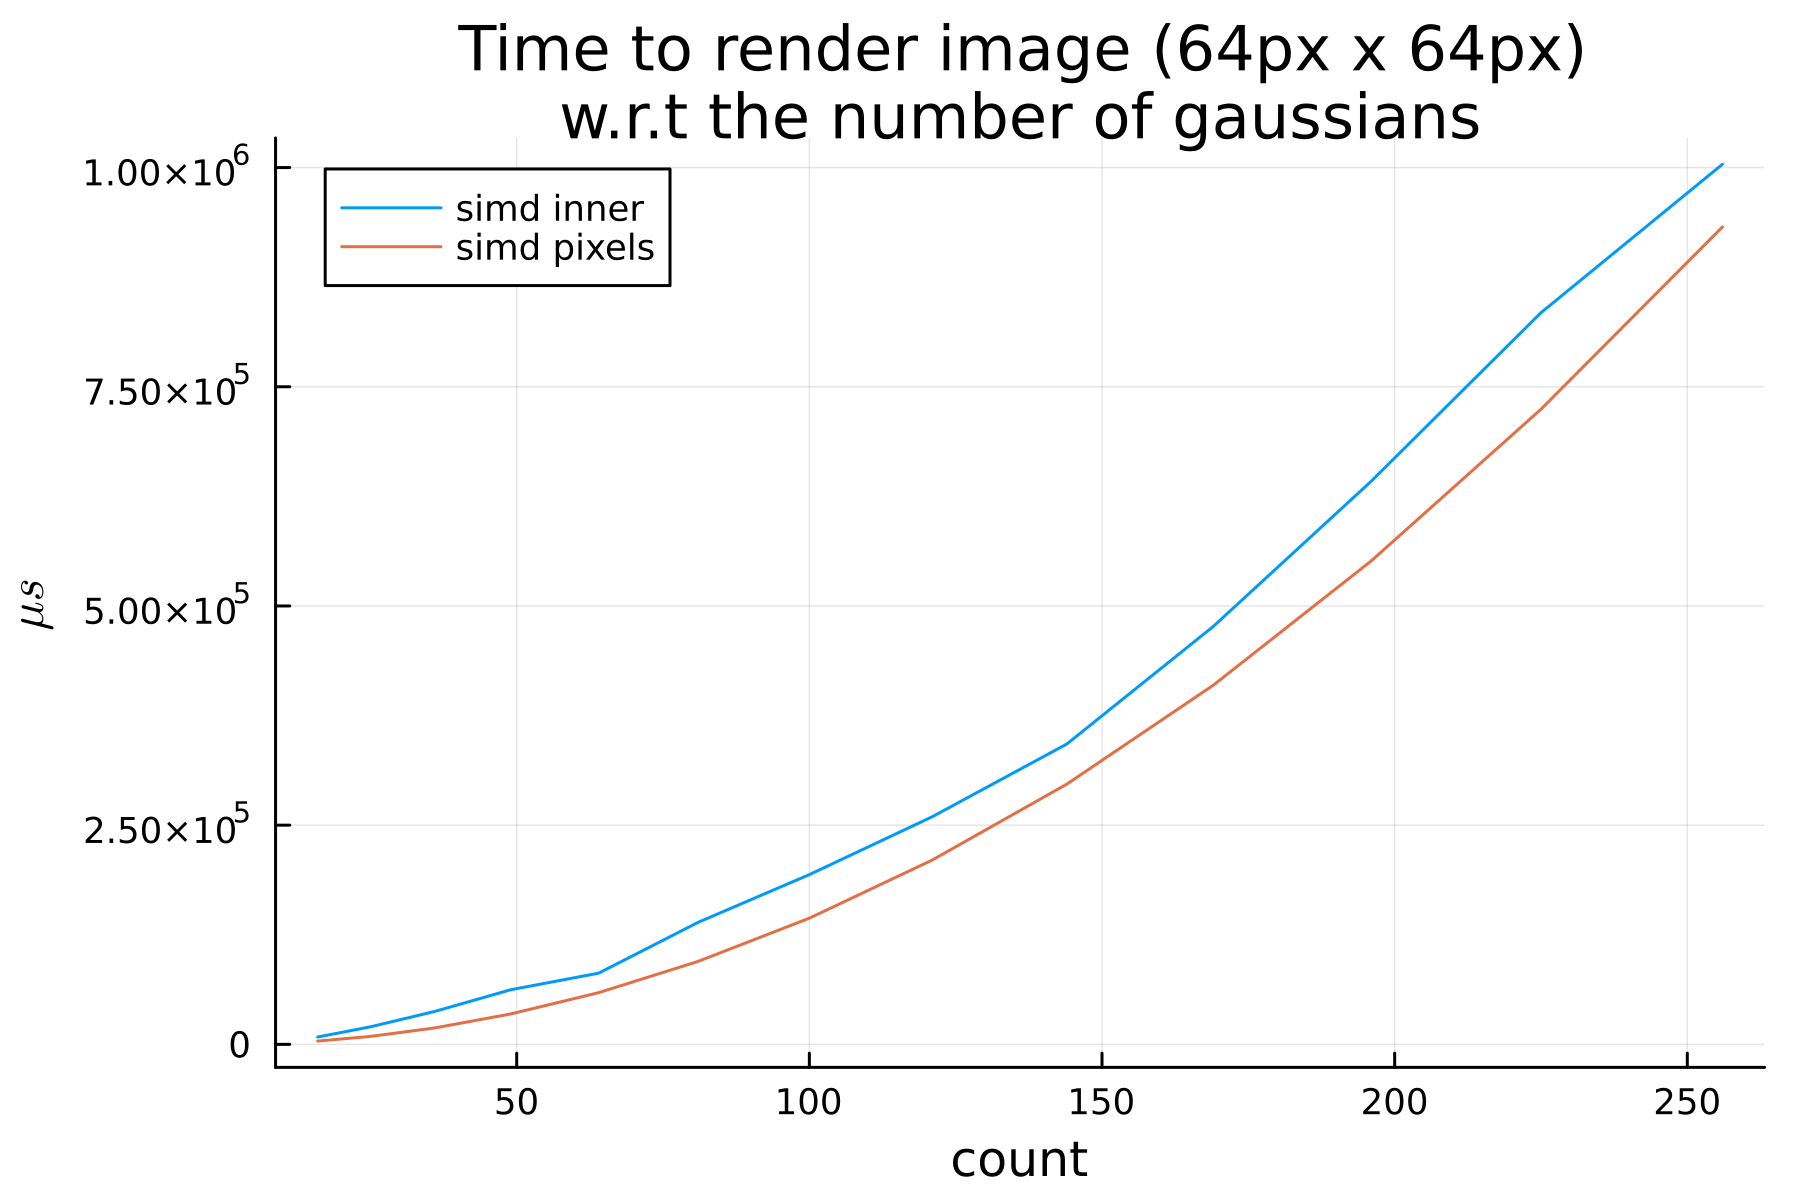 Time to render image (64px x 64px)
w.r.t the number of gaussians
1.00×10⁶
simd inner
simd pixels
7.50×10⁵
5.00×10⁵
μs
2.50×10⁵
0
50 100 150 200 250
count